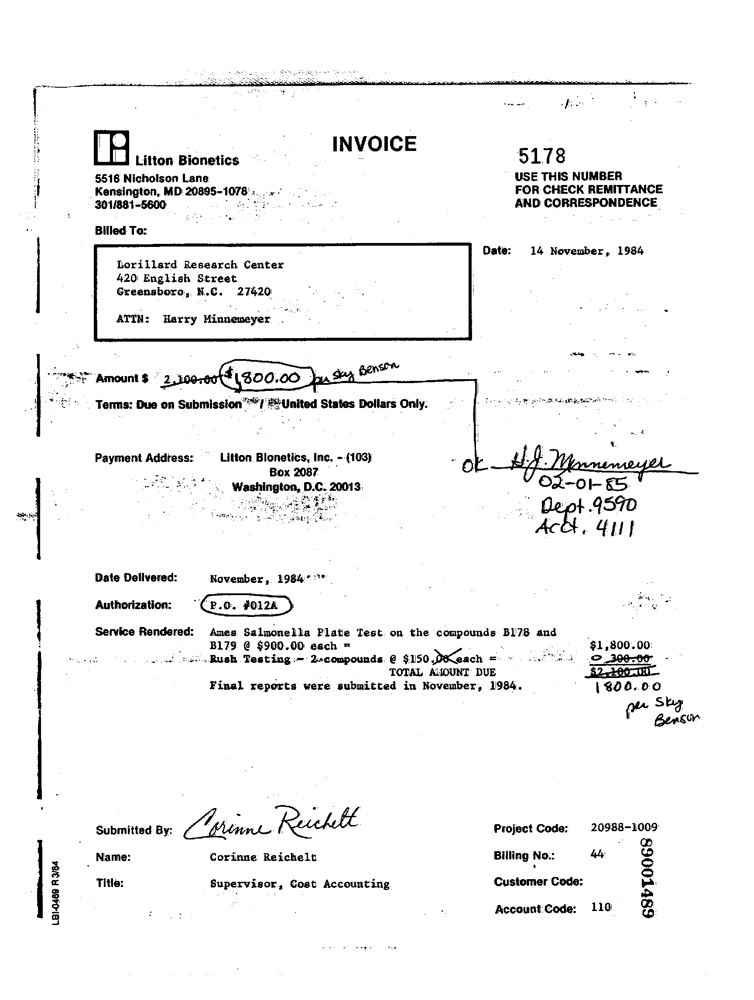 INVOICE
Litton Bionetics
5516 Nicholson Lane
Kensington, MD 20895-1078
301/881-5600
5178
USE THIS NUMBER
FOR CHECK REMITTANCE
AND CORRESPONDENCE
Billed To:
Date: 14 November, 1984
Lorillard Research Center
420 English Street
Greensboro, N.C. 27420
ATTN: Harry Minnemeyer
Amount $ 2,100.00 $1800.00 per Sky Benson
Terms: Due on Submission / United States Dollars Only.
Payment Address: Litton Bionetics, Inc. - (103)
Box 2087
Washington, D.C. 20013
OK H.J. Minnemeyer
02-01-85
Dept. 9590
Acct. 4111
Date Delivered: November, 1984
Authorization: P.O. #012A
Service Rendered: Ames Salmonella Plate Test on the compounds B178 and
B179 @ $900.00 each = $1,800.00
Rush Testing - 2 compounds @ $150.00 each = 0 300.00
TOTAL AMOUNT DUE $2,100.00
Final reports were submitted in November, 1984. 1800.00
per Sky
Benson
Submitted By: Corinne Reichelt
Project Code: 20988-1009
Name: Corinne Reichelt
Billing No.: 44
Title: Supervisor, Cost Accounting
Customer Code:
Account Code: 110
89001489
LBI-0469 R 3/84